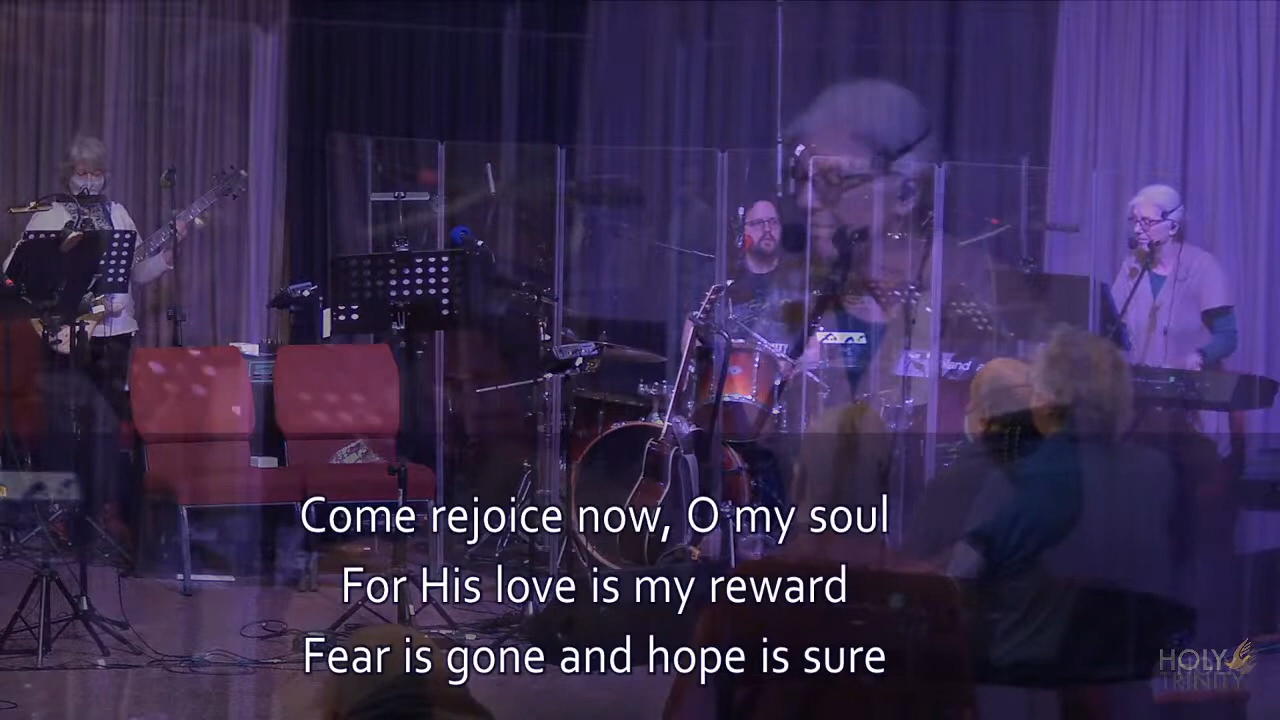 Come rejoice now, O my soul
For His love is my reward
Fear is gone and hope is sure
HOLY
TRINITY